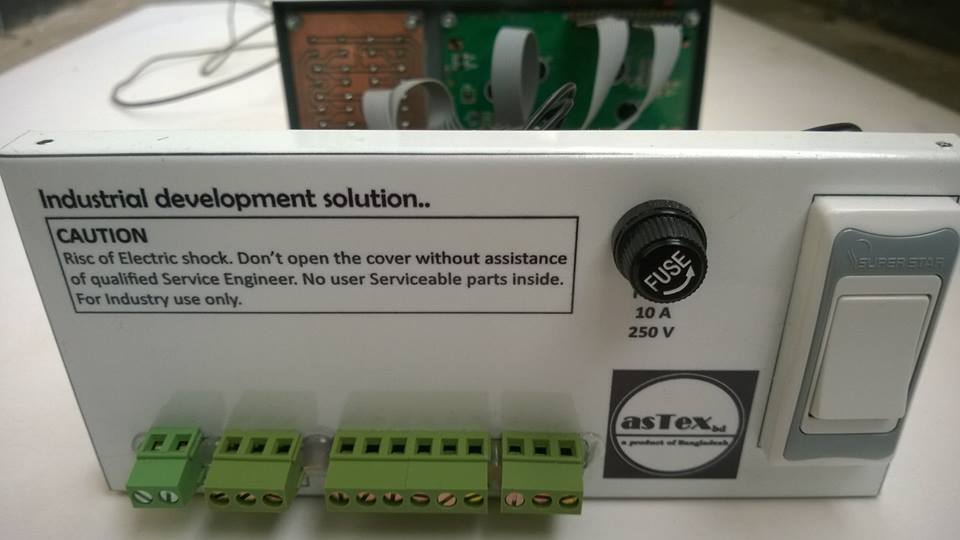 Industrial development solution..
CAUTION
Risc of Electric shock. Don't open the cover without assistance
of qualified Service Engineer. No user Serviceable parts inside.
For Industry use only.
FUSE
10 A
250 V
SUPER STAR
asTex bd
a product of Bangladesh